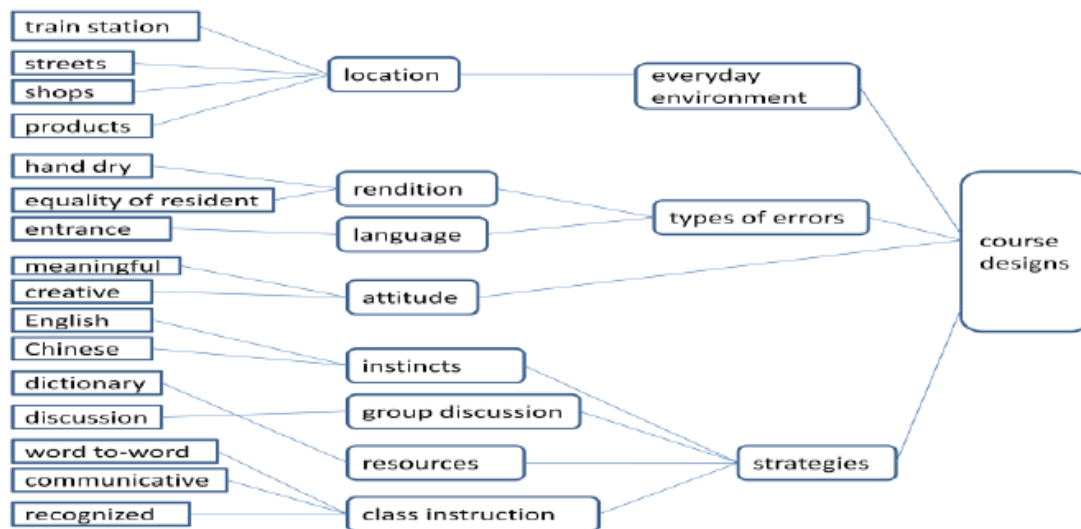 train station
streets
shops
products
hand dry
equality of resident
entrance
meaningful
creative
English
Chinese
dictionary
discussion
word to-word
communicative
recognized
location
rendition
language
attitude
instincts
group discussion
resources
class instruction
everyday
environment
types of errors
strategies
course
designs